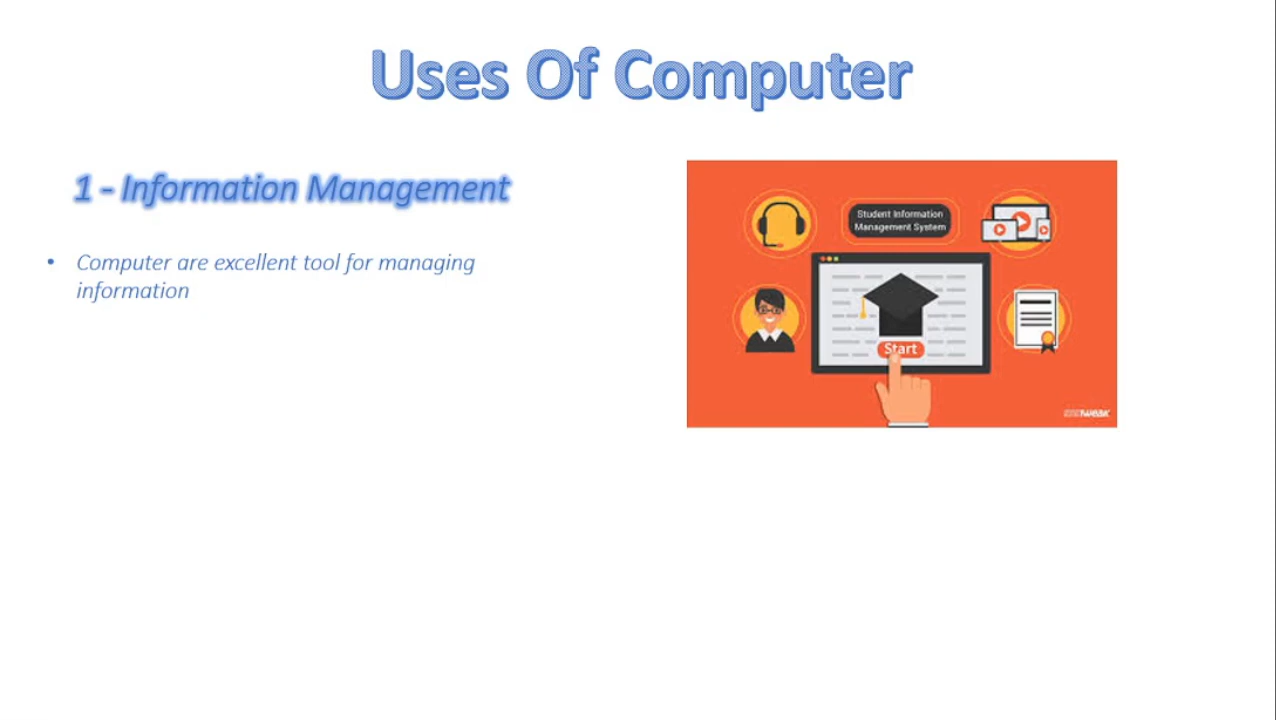 Uses Of Computer
1 - Information Management
• Computer are excellent tool for managing
information
Student Information
Management System
Start